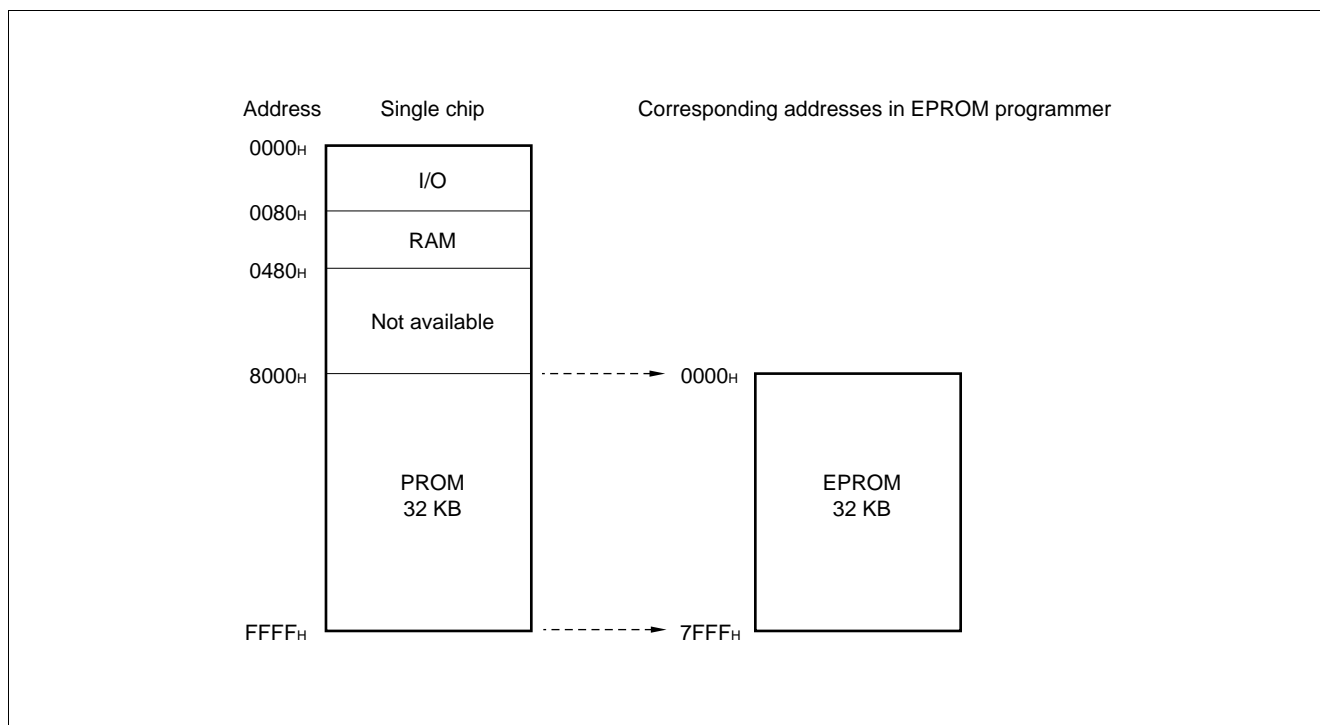 Address Single chip Corresponding addresses in EPROM programmer
0000H
I/O
0080H
RAM
0480H
Not available
8000H 0000H
PROM EPROM
32 KB 32 KB
FFFFH 7FFFH